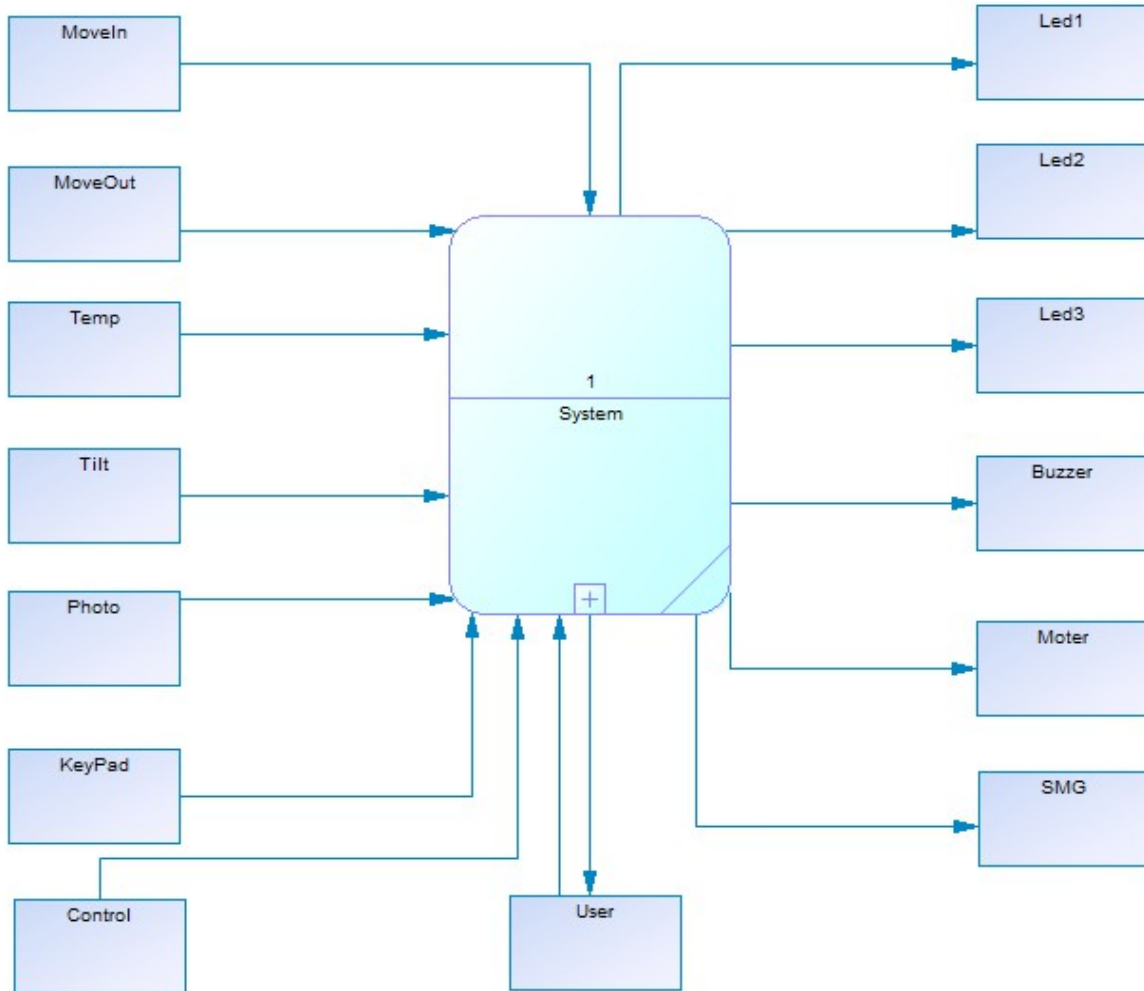 MoveIn
Led1
MoveOut
Led2
Temp
Led3
1
System
Tilt
Buzzer
Photo
Moter
KeyPad
SMG
Control
User